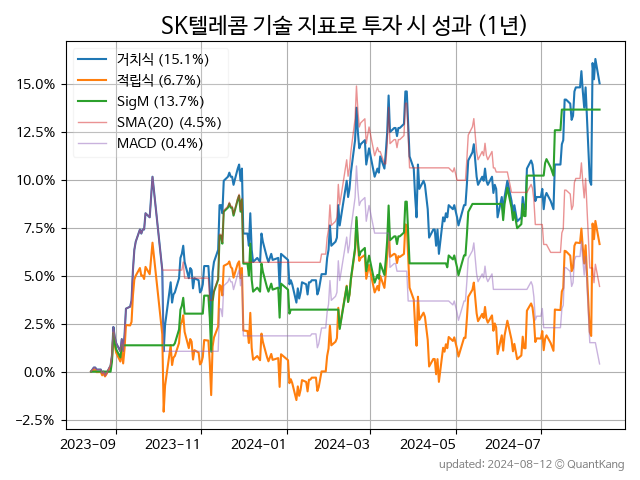 SK텔레콤 기술 지표로 투자 시 성과 (1년)
거치식 (15.1%)
적립식 (6.7%)
SigM (13.7%)
SMA(20) (4.5%)
MACD (0.4%)
15.0%
12.5%
10.0%
7.5%
5.0%
2.5%
0.0%
−2.5%
2023−09 2023−11 2024−01 2024−03 2024−05 2024−07
updated: 2024-08-12 © QuantKang